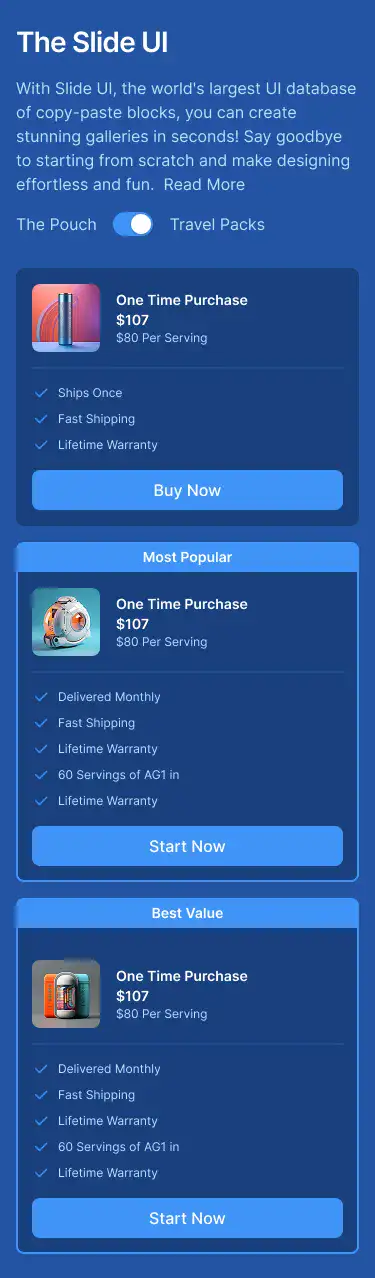 The Slide UI
With Slide UI, the world's largest UI database
of copy-paste blocks, you can create
stunning galleries in seconds! Say goodbye
to starting from scratch and make designing
effortless and fun.  Read More
The Pouch
Travel Packs
One Time Purchase
$107
$80 Per Serving
Ships Once
Fast Shipping
Lifetime Warranty
Buy Now
Most Popular
One Time Purchase
$107
$80 Per Serving
Delivered Monthly
Fast Shipping
Lifetime Warranty
60 Servings of AG1 in
Lifetime Warranty
Start Now
Best Value
One Time Purchase
$107
$80 Per Serving
Delivered Monthly
Fast Shipping
Lifetime Warranty
60 Servings of AG1 in
Lifetime Warranty
Start Now